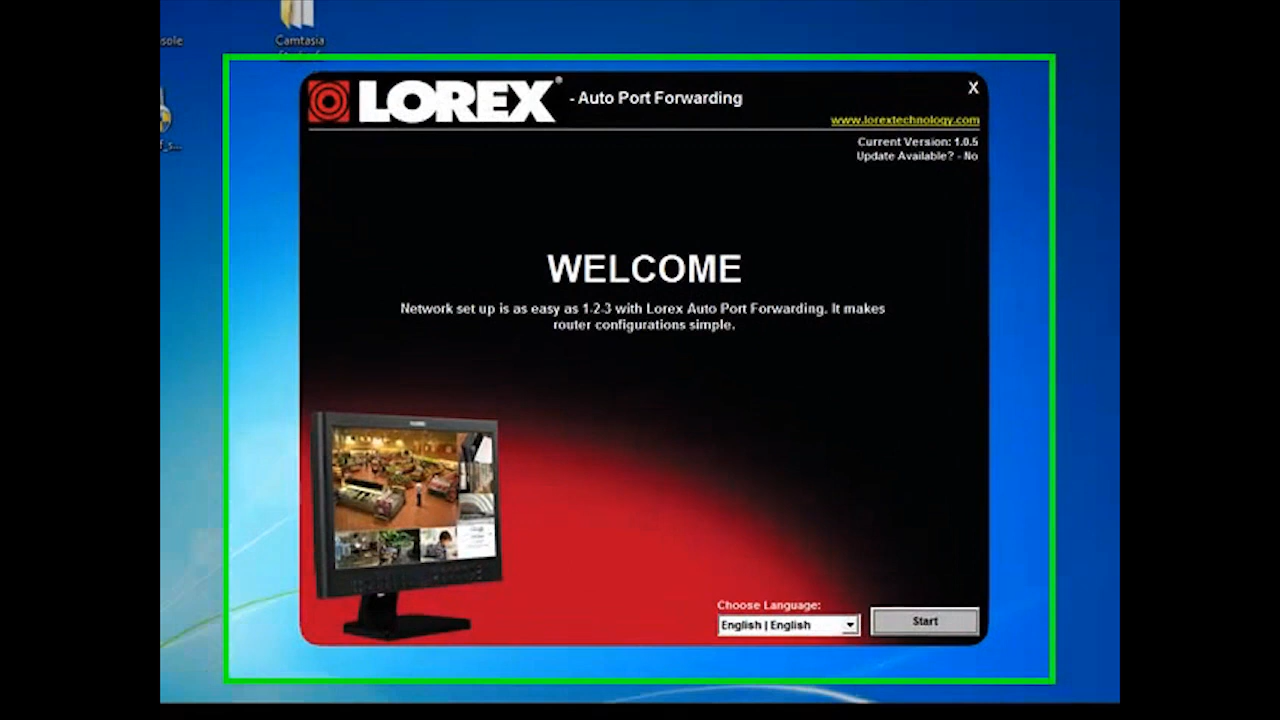 sole
Camtasia
LOREX® - Auto Port Forwarding
X
www.lorextechnology.com
Current Version: 1.0.5
Update Available? - No
WELCOME
Network set up is as easy as 1-2-3 with Lorex Auto Port Forwarding. It makes
router configurations simple.
Choose Language:
English | English
Start